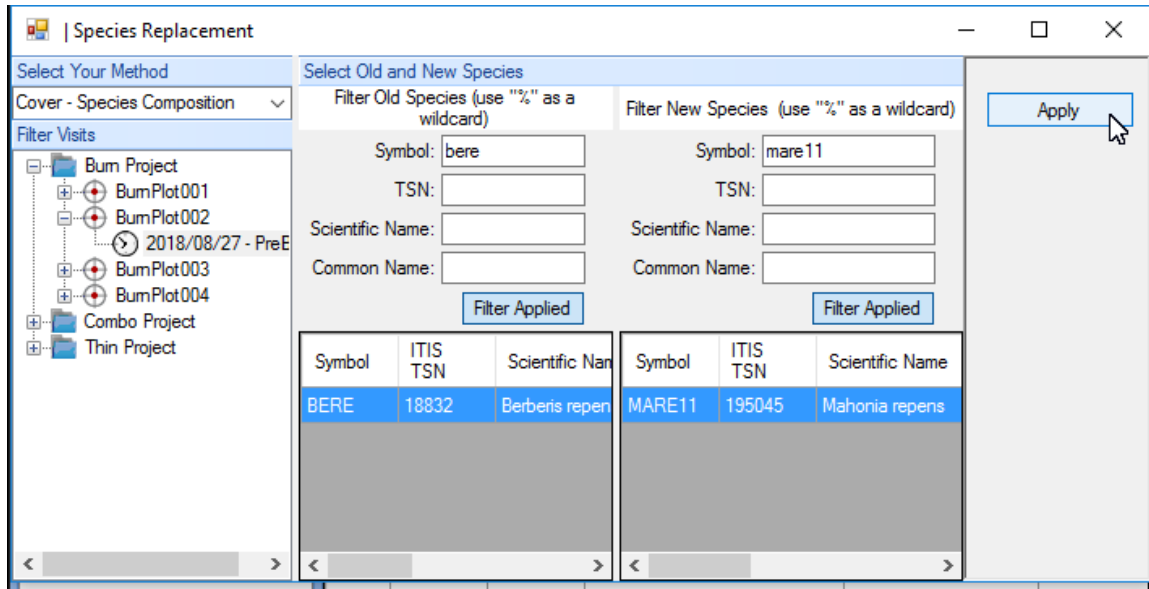 | Species Replacement
Select Your Method
Cover - Species Composition
Filter Visits
Burn Project
BurnPlot001
BurnPlot002
2018/08/27 - PreB
BurnPlot003
BurnPlot004
Combo Project
Thin Project
Select Old and New Species
Filter Old Species (use "%" as a
wildcard)
Symbol: bere
TSN:
Scientific Name:
Common Name:
Filter Applied
Symbol ITIS TSN Scientific Nam
BERE 18832 Berberis repen
Filter New Species (use "%" as a wildcard)
Symbol: mare11
TSN:
Scientific Name:
Common Name:
Filter Applied
Symbol ITIS TSN Scientific Name
MARE11 195045 Mahonia repens
Apply